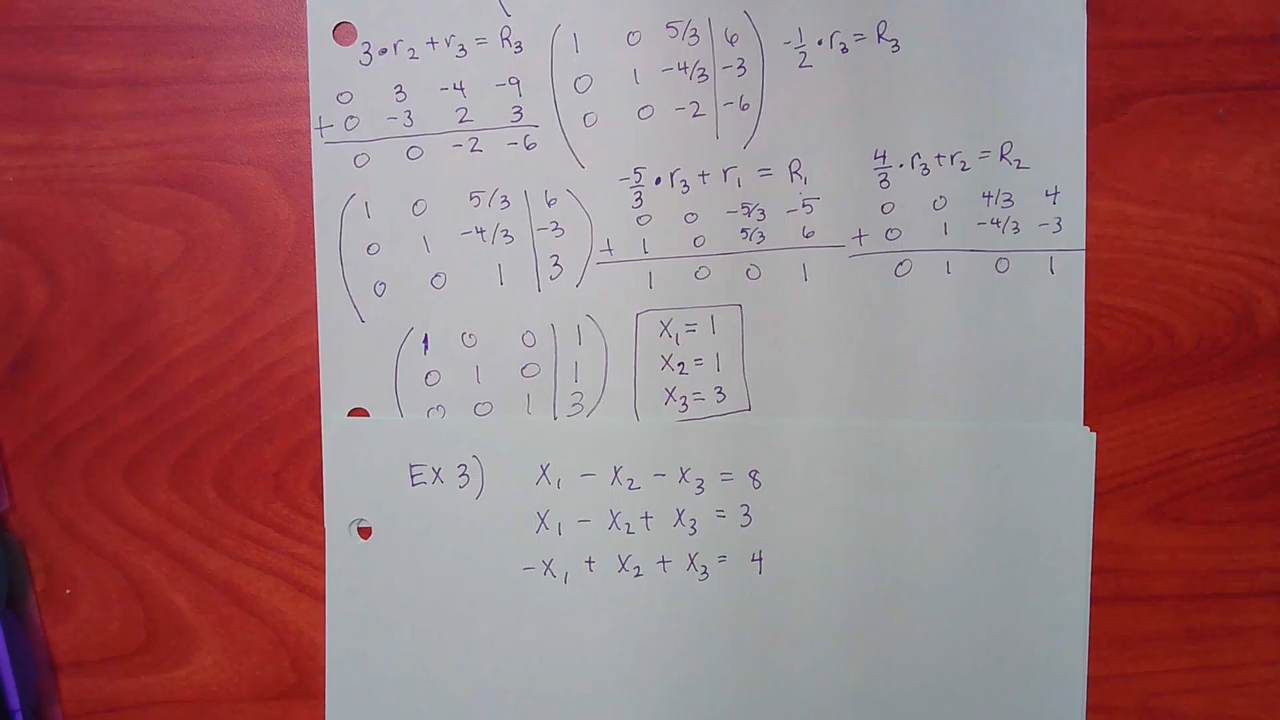 3•r₂+r₃=R₃
0 3 -4 -9
+0 -3 2 3
0 0 -2 -6
1 0 5/3 | 6
0 1 -4/3 | -3
0 0 -2 | -6
-1/2•r₃=R₃
1 0 5/3 | 6
0 1 -4/3 | -3
0 0 1 | 3
-5/3•r₃+r₁=R₁
0 0 -5/3 -5
+ 1 0 5/3 6
1 0 0 1
4/3•r₃+r₂=R₂
0 0 4/3 4
+ 0 1 -4/3 -3
0 1 0 1
1 0 0 | 1
0 1 0 | 1
0 0 1 | 3
X₁=1
X₂=1
X₃=3
EX 3) X₁ - X₂ - X₃ = 8
X₁ - X₂ + X₃ = 3
-X₁ + X₂ + X₃ = 4